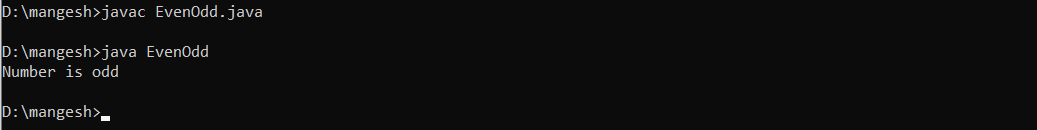 D:\mangesh>javac EvenOdd.java
D:\mangesh>java EvenOdd
Number is odd
D:\mangesh>